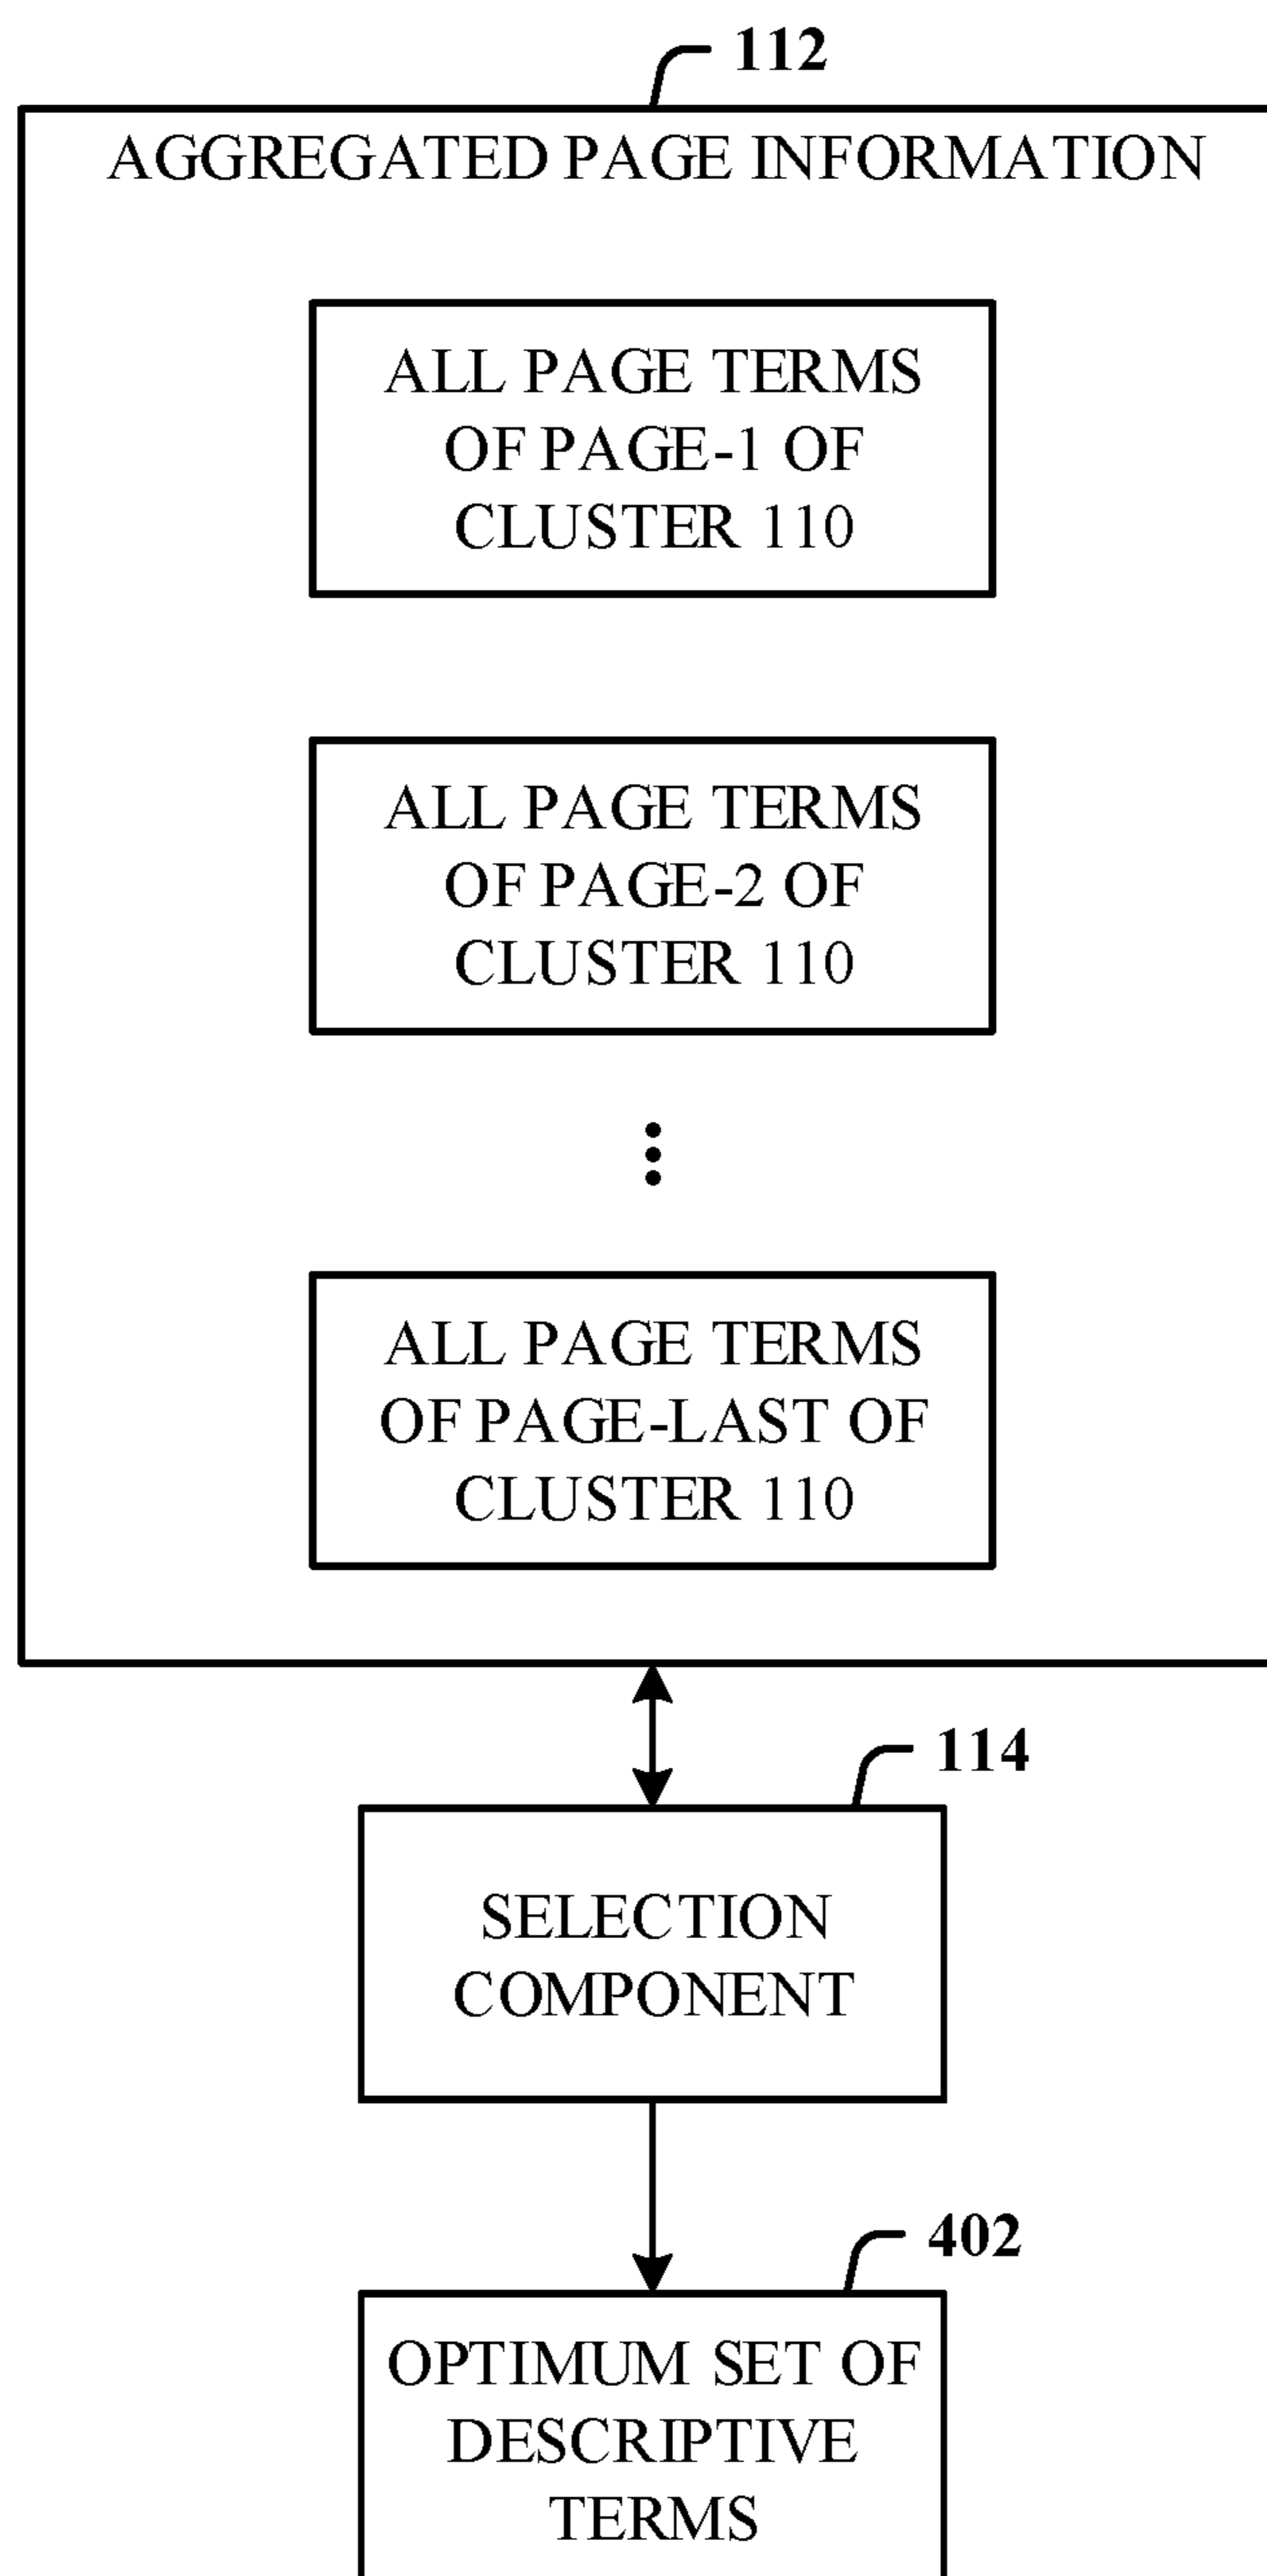 112
AGGREGATED PAGE INFORMATION
ALL PAGE TERMS
OF PAGE-1 OF
CLUSTER 110
ALL PAGE TERMS
OF PAGE-2 OF
CLUSTER 110
ALL PAGE TERMS
OF PAGE-LAST OF
CLUSTER 110
114
SELECTION
COMPONENT
402
OPTIMUM SET OF
DESCRIPTIVE
TERMS